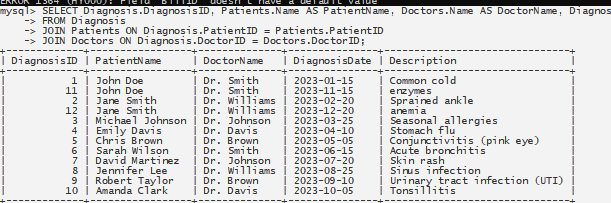 ERROR 1364 (HY000): Field 'BillID' doesn't have a default value
mysql> SELECT Diagnosis.DiagnosisID, Patients.Name AS PatientName, Doctors.Name AS DoctorName, Diagnos
-> FROM Diagnosis
-> JOIN Patients ON Diagnosis.PatientID = Patients.PatientID
-> JOIN Doctors ON Diagnosis.DoctorID = Doctors.DoctorID;
+-------------+-----------------+--------------+---------------+-------------------------------+
| DiagnosisID | PatientName | DoctorName | DiagnosisDate | Description |
+-------------+-----------------+--------------+---------------+-------------------------------+
| 1 | John Doe | Dr. Smith | 2023-01-15 | Common cold |
| 11 | John Doe | Dr. Smith | 2023-11-15 | enzymes |
| 2 | Jane Smith | Dr. Williams | 2023-02-20 | Sprained ankle |
| 12 | Jane Smith | Dr. Williams | 2023-12-20 | anemia |
| 3 | Michael Johnson | Dr. Johnson | 2023-03-25 | Seasonal allergies |
| 4 | Emily Davis | Dr. Davis | 2023-04-10 | Stomach flu |
| 5 | Chris Brown | Dr. Brown | 2023-05-05 | Conjunctivitis (pink eye) |
| 6 | Sarah Wilson | Dr. Smith | 2023-06-15 | Acute bronchitis |
| 7 | David Martinez | Dr. Johnson | 2023-07-20 | Skin rash |
| 8 | Jennifer Lee | Dr. Williams | 2023-08-25 | Sinus infection |
| 9 | Robert Taylor | Dr. Brown | 2023-09-10 | Urinary tract infection (UTI) |
| 10 | Amanda Clark | Dr. Davis | 2023-10-05 | Tonsillitis |
+-------------+-----------------+--------------+---------------+-------------------------------+